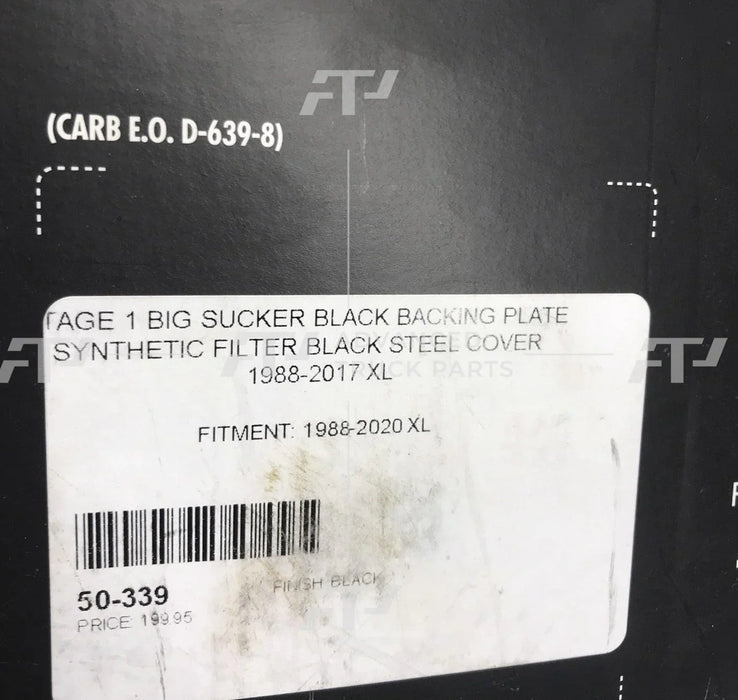 (CARB E.O. D-639-8)
TAGE 1 BIG SUCKER BLACK BACKING PLATE
SYNTHETIC FILTER BLACK STEEL COVER
1988-2017 XL
FITMENT: 1988-2020 XL
FINISH BLACK
50-339
PRICE 199.95